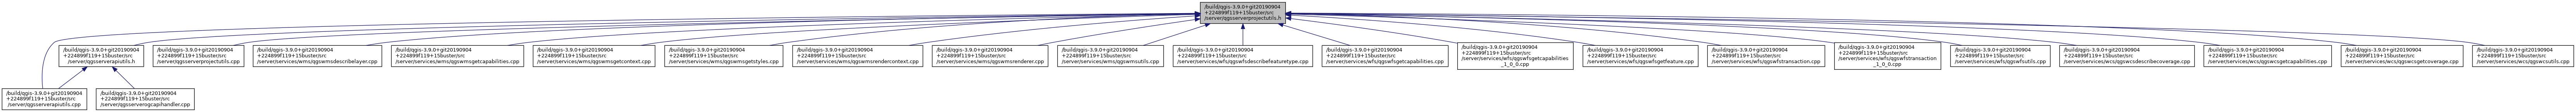 /build/qgis-3.9.0+git20190904
+224899f119+15buster/src
/server/qgsserverprojectutils.h
/build/qgis-3.9.0+git20190904
+224899f119+15buster/src
/server/qgsserverapiutils.h
/build/qgis-3.9.0+git20190904
+224899f119+15buster/src
/server/qgsserverprojectutils.cpp
/build/qgis-3.9.0+git20190904
+224899f119+15buster/src
/server/services/wms/qgswmsdescribelayer.cpp
/build/qgis-3.9.0+git20190904
+224899f119+15buster/src
/server/services/wms/qgswmsgetcapabilities.cpp
/build/qgis-3.9.0+git20190904
+224899f119+15buster/src
/server/services/wms/qgswmsgetcontext.cpp
/build/qgis-3.9.0+git20190904
+224899f119+15buster/src
/server/services/wms/qgswmsgetstyles.cpp
/build/qgis-3.9.0+git20190904
+224899f119+15buster/src
/server/services/wms/qgswmsrendercontext.cpp
/build/qgis-3.9.0+git20190904
+224899f119+15buster/src
/server/services/wms/qgswmsrenderer.cpp
/build/qgis-3.9.0+git20190904
+224899f119+15buster/src
/server/services/wms/qgswmsutils.cpp
/build/qgis-3.9.0+git20190904
+224899f119+15buster/src
/server/services/wfs/qgswfsdescribefeaturetype.cpp
/build/qgis-3.9.0+git20190904
+224899f119+15buster/src
/server/services/wfs/qgswfsgetcapabilities.cpp
/build/qgis-3.9.0+git20190904
+224899f119+15buster/src
/server/services/wfs/qgswfsgetcapabilities
_1_0_0.cpp
/build/qgis-3.9.0+git20190904
+224899f119+15buster/src
/server/services/wfs/qgswfsgetfeature.cpp
/build/qgis-3.9.0+git20190904
+224899f119+15buster/src
/server/services/wfs/qgswfstransaction.cpp
/build/qgis-3.9.0+git20190904
+224899f119+15buster/src
/server/services/wfs/qgswfstransaction
_1_0_0.cpp
/build/qgis-3.9.0+git20190904
+224899f119+15buster/src
/server/services/wfs/qgswfsutils.cpp
/build/qgis-3.9.0+git20190904
+224899f119+15buster/src
/server/services/wcs/qgswcsdescribecoverage.cpp
/build/qgis-3.9.0+git20190904
+224899f119+15buster/src
/server/services/wcs/qgswcsgetcapabilities.cpp
/build/qgis-3.9.0+git20190904
+224899f119+15buster/src
/server/services/wcs/qgswcsgetcoverage.cpp
/build/qgis-3.9.0+git20190904
+224899f119+15buster/src
/server/services/wcs/qgswcsutils.cpp
/build/qgis-3.9.0+git20190904
+224899f119+15buster/src
/server/qgsserverapiutils.cpp
/build/qgis-3.9.0+git20190904
+224899f119+15buster/src
/server/qgsserverogcapihandler.cpp